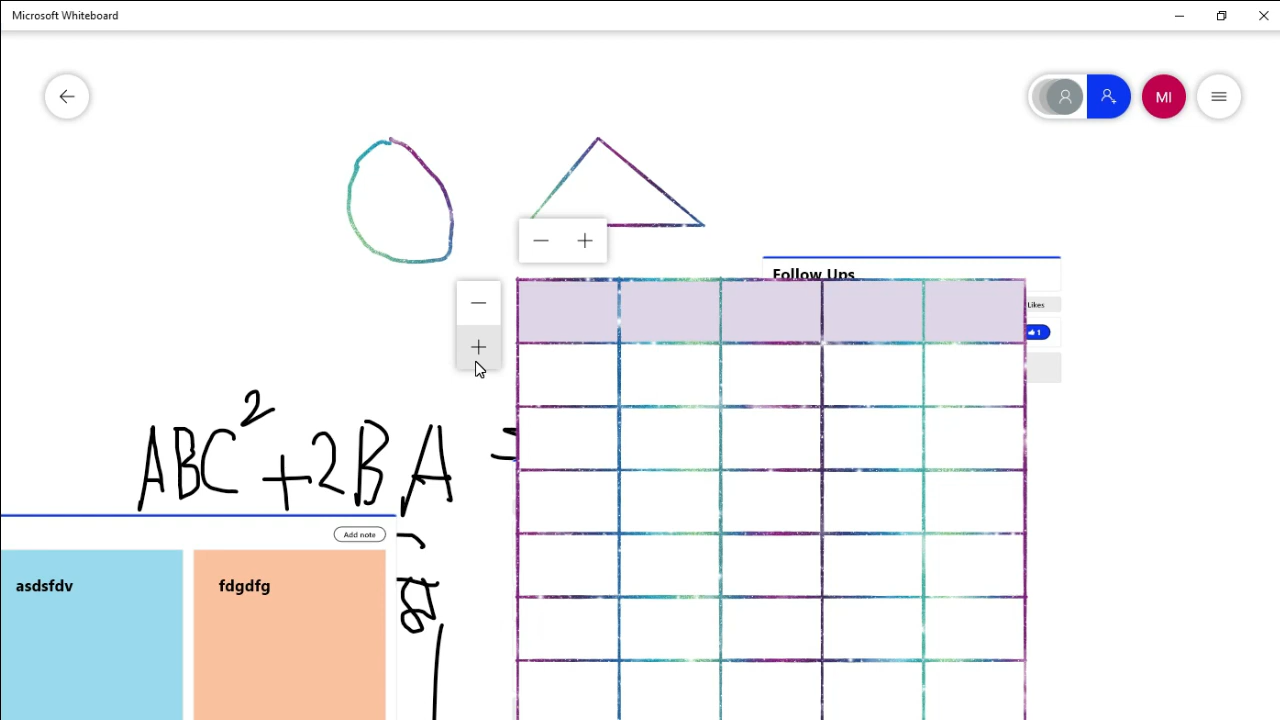 Microsoft Whiteboard
MI
Follow Ups
Likes
1
ABC² +2BA =
Add note
asdsfdv
fdgdfg